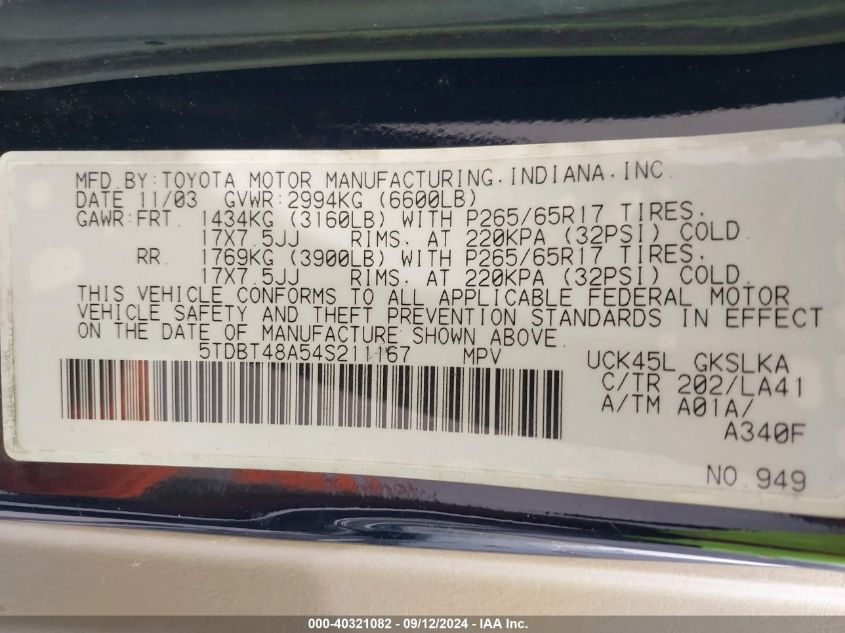 MFD.BY:TOYOTA MOTOR MANUFACTURING.INDIANA.INC.
DATE 11/03 GVWR:2994KG (6600LB)
GAWR:FRT. 1434KG (3160LB) WITH P265/65R17 TIRES.
17X7.5JJ RIMS. AT 220KPA (32PSI) COLD.
RR. 1769KG (3900LB) WITH P265/65R17 TIRES.
17X7.5JJ RIMS. AT 220KPA (32PSI) COLD.
THIS VEHICLE CONFORMS TO ALL APPLICABLE FEDERAL MOTOR
VEHICLE SAFETY AND THEFT PREVENTION STANDARDS IN EFFECT
ON THE DATE OF MANUFACTURE SHOWN ABOVE.
5TDBT48A54S211167 MPV UCK45L GKSLKA
C/TR 202/LA41
A/TM A01A/
A340F
NO.949
000-40321082 - 09/12/2024 - IAA Inc.